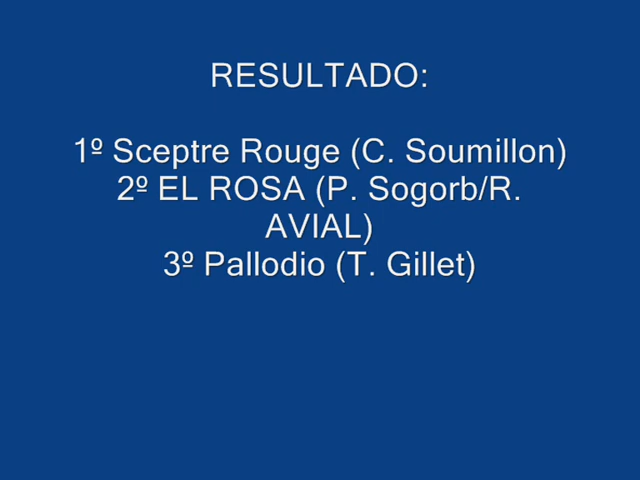 RESULTADO:
1º Sceptre Rouge (C. Soumillon)
2º EL ROSA (P. Sogorb/R.
AVIAL)
3º Pallodio (T. Gillet)